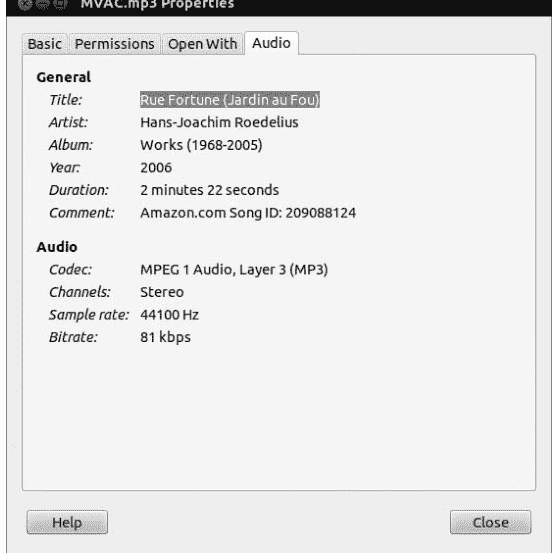 MVAC.mp3 Properties
Basic Permissions Open With Audio
General
Title: Rue Fortune (Jardin au Fou)
Artist: Hans-Joachim Roedelius
Album: Works (1968-2005)
Year: 2006
Duration: 2 minutes 22 seconds
Comment: Amazon.com Song ID: 209088124
Audio
Codec: MPEG 1 Audio, Layer 3 (MP3)
Channels: Stereo
Sample rate: 44100 Hz
Bitrate: 81 kbps
Help Close